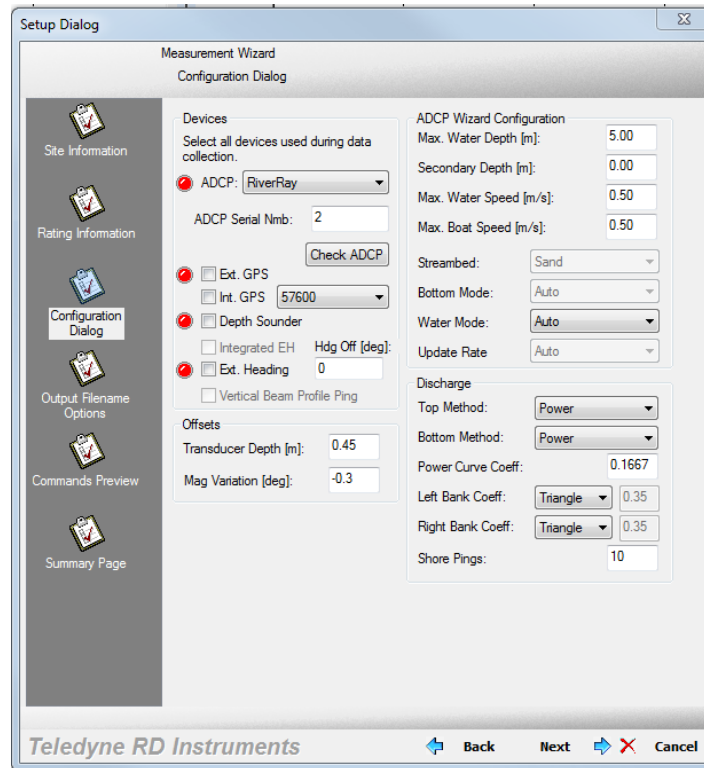 Setup Dialog
Measurement Wizard
Configuration Dialog
Site Information
Rating Information
Configuration
Dialog
Output Filename
Options
Commands Preview
Summary Page
Devices
Select all devices used during data
collection.
ADCP: RiverRay
ADCP Serial Nmb: 2
Check ADCP
Ext. GPS
Int. GPS 57600
Depth Sounder
Integrated EH Hdg Off [deg]:
Ext. Heading 0
Vertical Beam Profile Ping
Offsets
Transducer Depth [m]: 0.45
Mag Variation [deg]: -0.3
ADCP Wizard Configuration
Max. Water Depth [m]: 5.00
Secondary Depth [m]: 0.00
Max. Water Speed [m/s]: 0.50
Max. Boat Speed [m/s]: 0.50
Streambed: Sand
Bottom Mode: Auto
Water Mode: Auto
Update Rate Auto
Discharge
Top Method: Power
Bottom Method: Power
Power Curve Coeff: 0.1667
Left Bank Coeff: Triangle 0.35
Right Bank Coeff: Triangle 0.35
Shore Pings: 10
Teledyne RD Instruments
Back Next Cancel